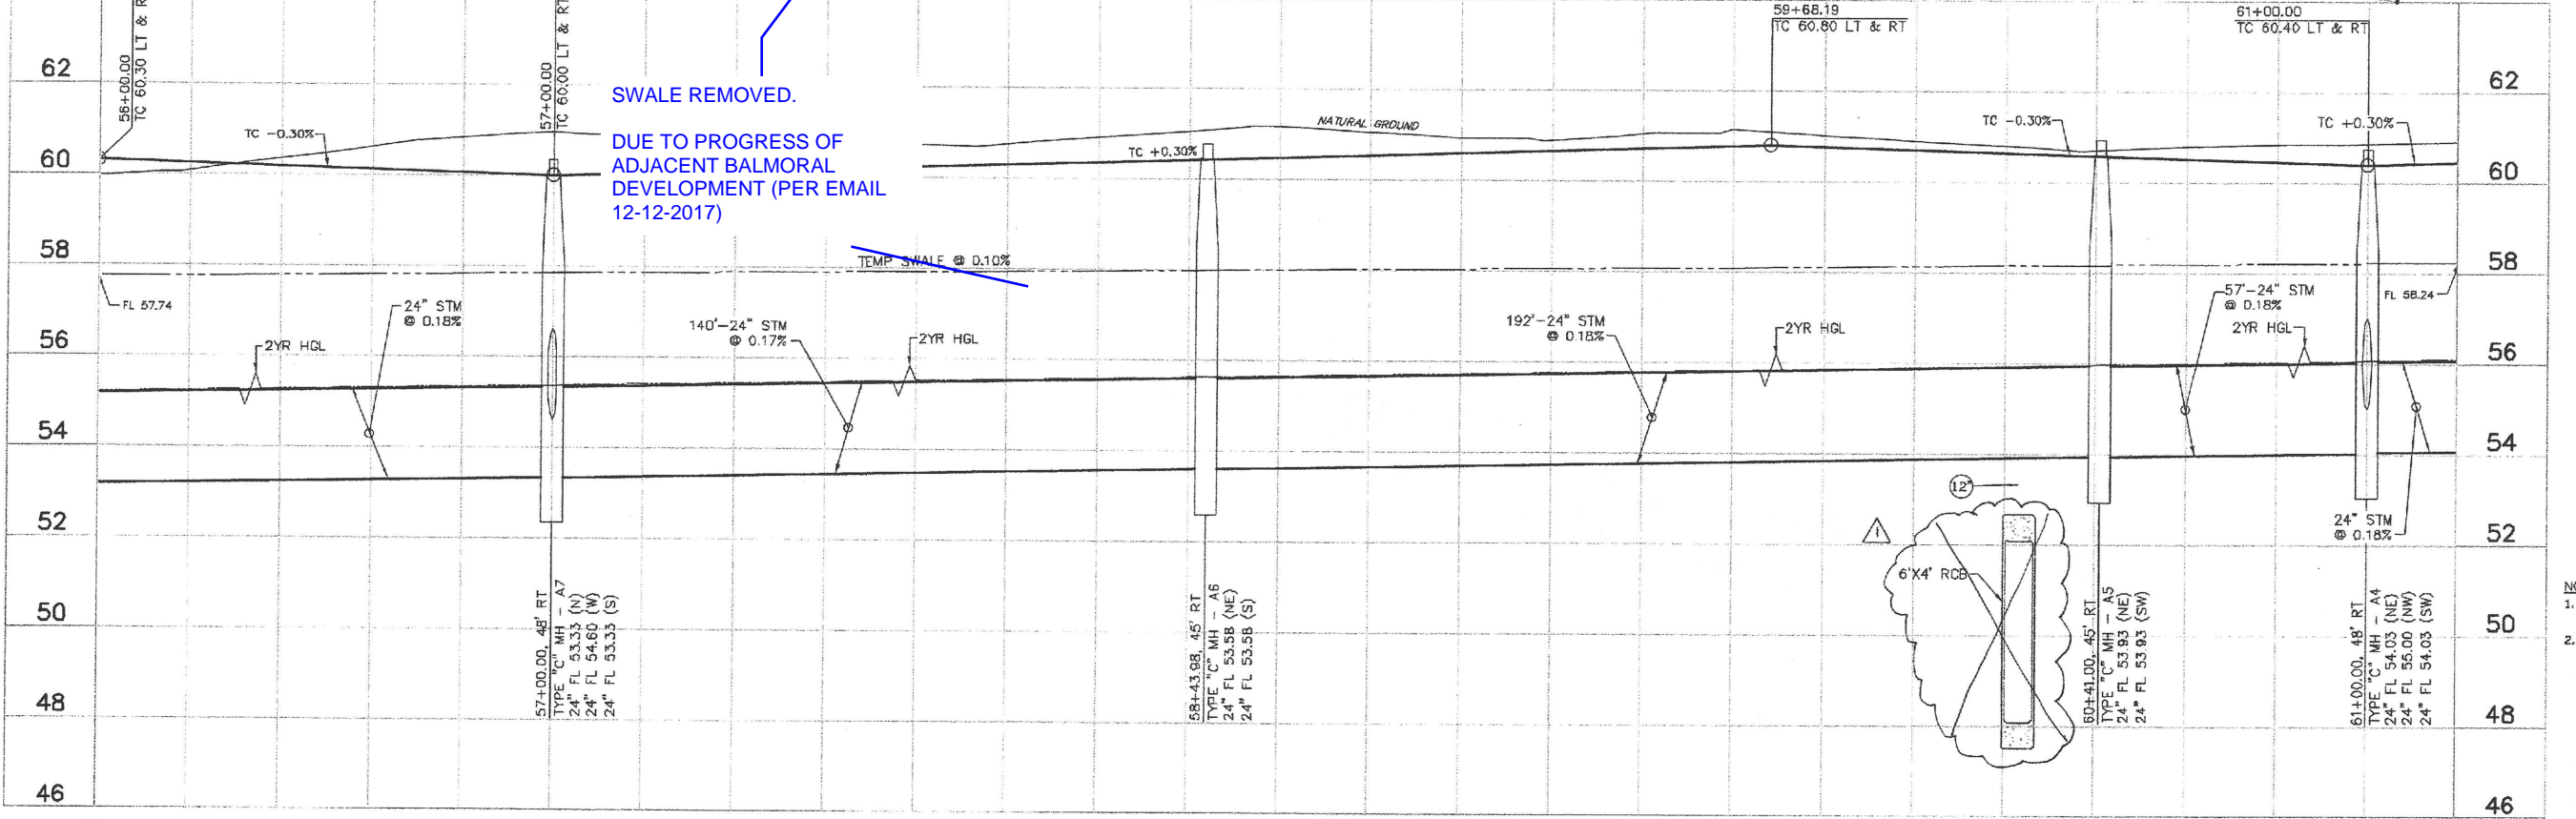 56+00.00
TC 60.30 LT & R
57+00.00
TC 60.00 LT & RT
59+68.19
TC 60.80 LT & RT
61+00.00
TC 60.40 LT & RT
SWALE REMOVED.
DUE TO PROGRESS OF
ADJACENT BALMORAL
DEVELOPMENT (PER EMAIL
12-12-2017)
62
60
58
56
54
52
50
48
46
62
60
58
56
54
52
50
48
46
TC -0.30%
TC +0.30%
NATURAL GROUND
TC -0.30%
TC +0.30%
TEMP SWALE @ 0.10%
FL 57.74
FL 58.24
2YR HGL
24" STM
@ 0.18%
140'-24" STM
@ 0.17%
2YR HGL
192'-24" STM
@ 0.18%
2YR HGL
57'-24" STM
@ 0.18%
2YR HGL
24" STM
@ 0.18%
12"
1
6'X4' RCB
57+00.00, 48' RT
TYPE "C" MH - A7
24" FL 53.33 (N)
24" FL 54.60 (W)
24" FL 53.33 (S)
58+43.98, 45' RT
TYPE "C" MH - A6
24" FL 53.58 (NE)
24" FL 53.58 (S)
60+41.00, 45' RT
TYPE "C" MH - A5
24" FL 53.93 (NE)
24" FL 53.93 (SW)
61+00.00, 48' RT
TYPE "C" MH - A4
24" FL 54.03 (NE)
24" FL 55.00 (NW)
24" FL 54.03 (SW)
NO
1.
2.